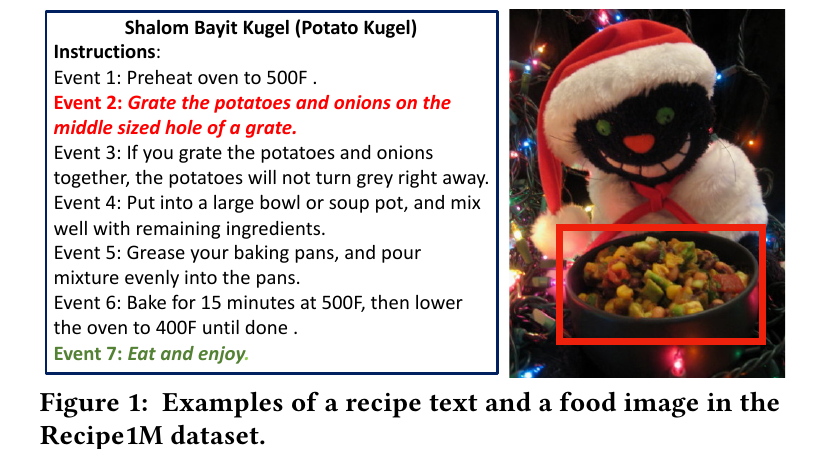 Shalom Bayit Kugel (Potato Kugel)
Instructions:
Event 1: Preheat oven to 500F .
Event 2: Grate the potatoes and onions on the
middle sized hole of a grate.
Event 3: If you grate the potatoes and onions
together, the potatoes will not turn grey right away.
Event 4: Put into a large bowl or soup pot, and mix
well with remaining ingredients.
Event 5: Grease your baking pans, and pour
mixture evenly into the pans.
Event 6: Bake for 15 minutes at 500F, then lower
the oven to 400F until done .
Event 7: Eat and enjoy.
Figure 1: Examples of a recipe text and a food image in the
Recipe1M dataset.